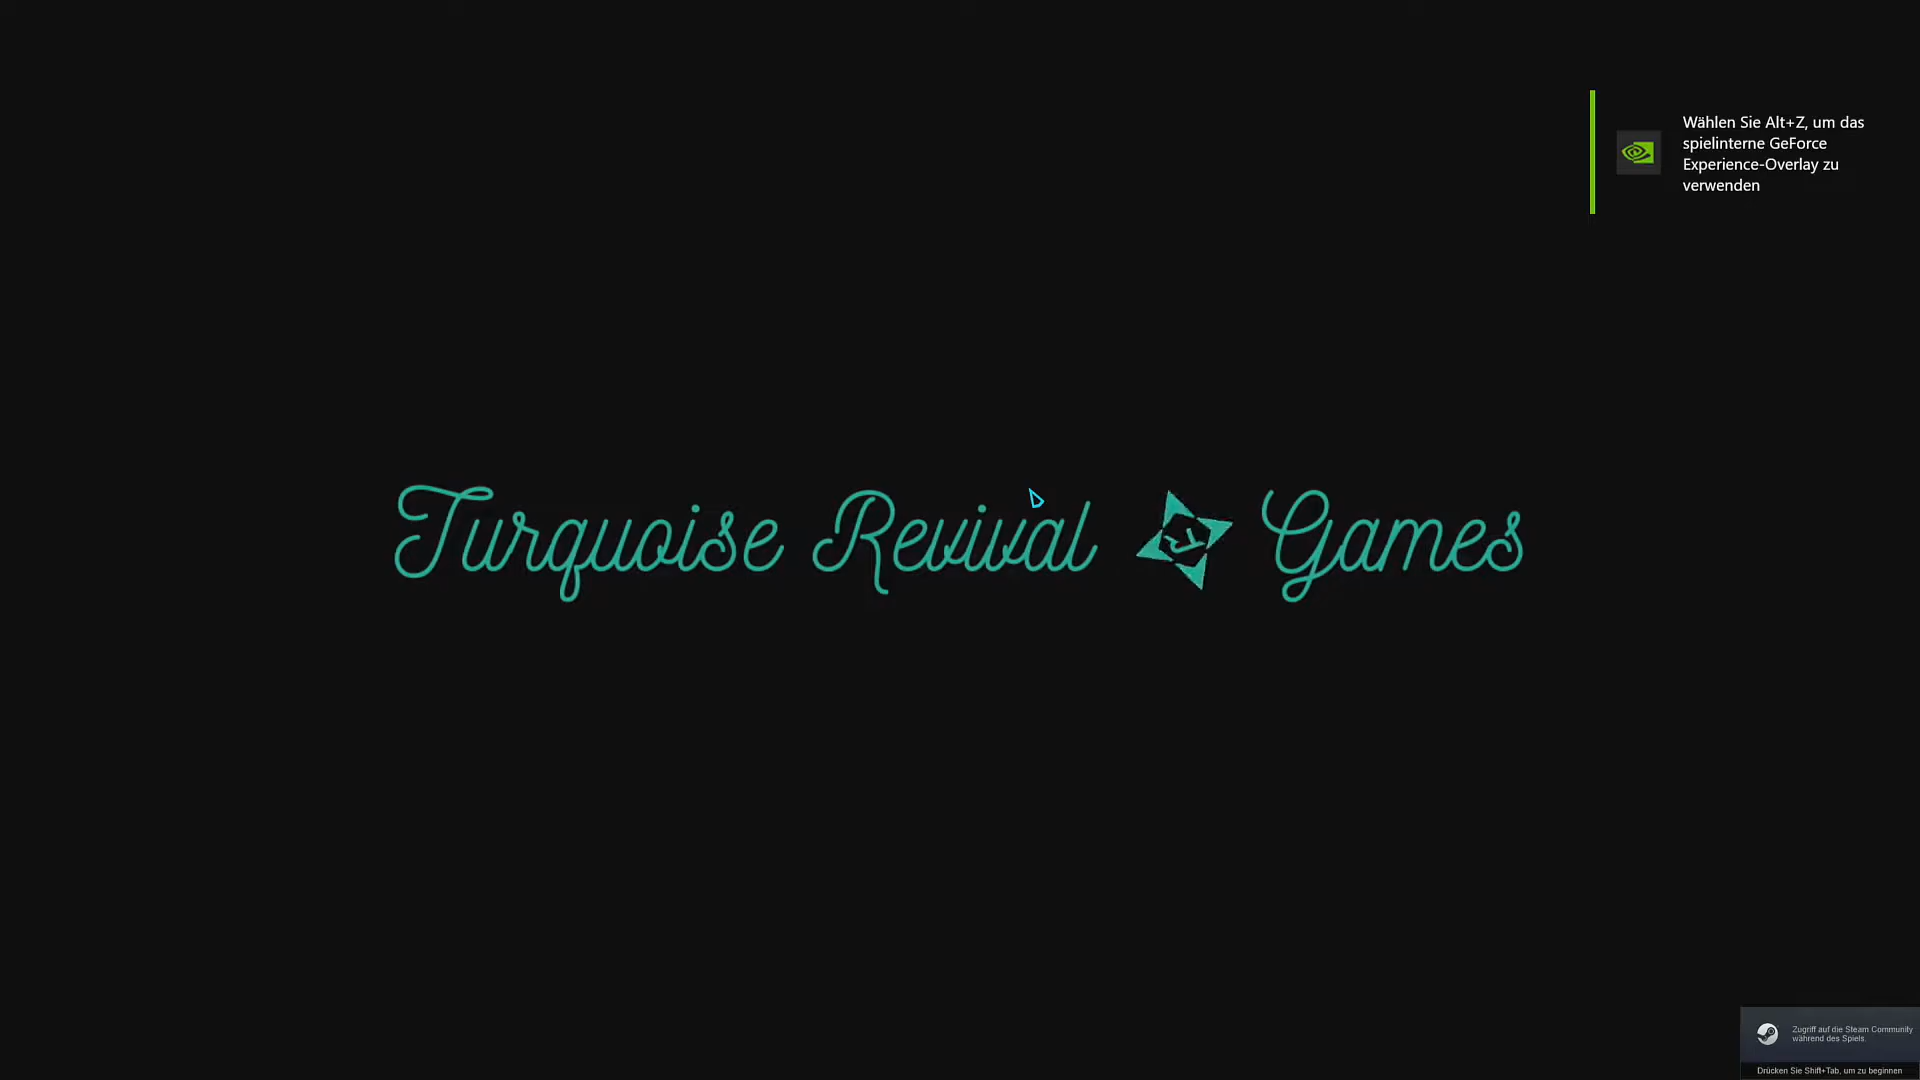 Wählen Sie Alt+Z, um das
spielinterne GeForce
Experience-Overlay zu
verwenden
Turquoise Revival Games
Zugriff auf die Steam Community
während des Spiels.
Drücken Sie Shift+Tab, um zu beginnen